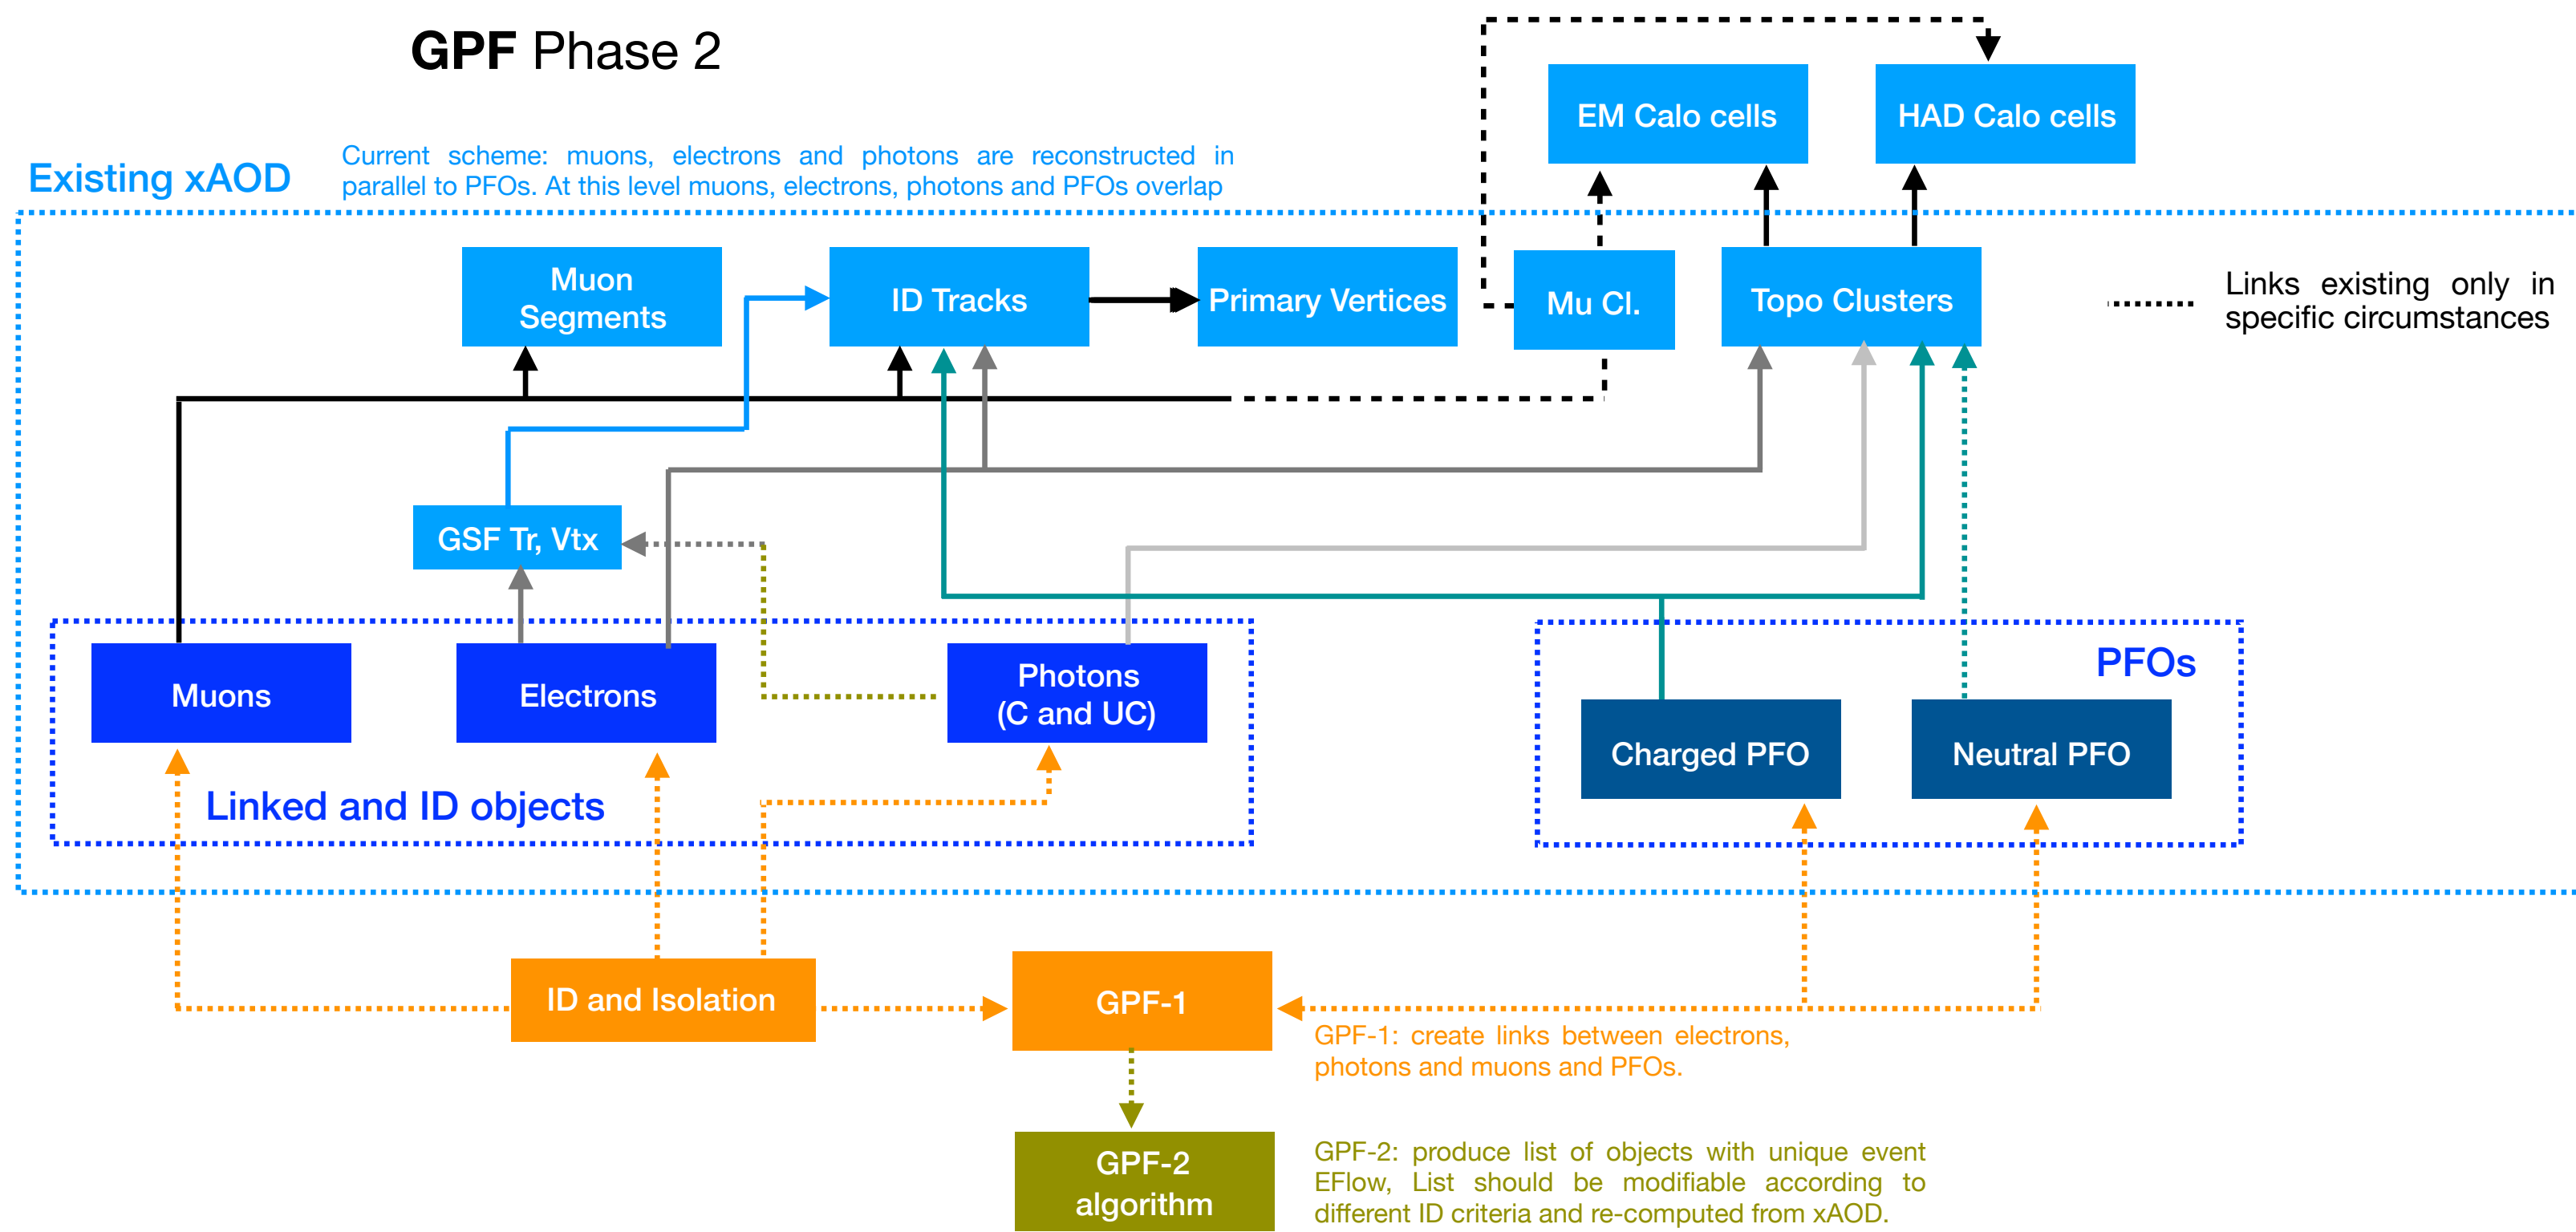 GPF Phase 2
EM Calo cells
HAD Calo cells
Existing xAOD
Current scheme: muons, electrons and photons are reconstructed in
parallel to PFOs. At this level muons, electrons, photons and PFOs overlap
Muon
Segments
ID Tracks
Primary Vertices
Mu Cl.
Topo Clusters
Links existing only in
specific circumstances
GSF Tr, Vtx
Muons
Electrons
Photons
(C and UC)
PFOs
Charged PFO
Neutral PFO
Linked and ID objects
ID and Isolation
GPF-1
GPF-1: create links between electrons,
photons and muons and PFOs.
GPF-2
algorithm
GPF-2: produce list of objects with unique event
EFlow, List should be modifiable according to
different ID criteria and re-computed from xAOD.